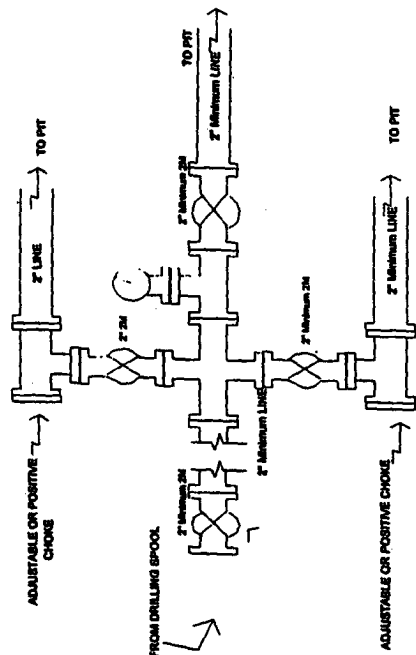 ADJUSTABLE OR POSITIVE
CHOKE
2" LINE
TO PIT
2" 2M
TO PIT
2" Minimum LINE
2" Minimum 2M
FROM DRILLING SPOOL
2" Minimum 2M
2" Minimum LINE
2" Minimum 2M
ADJUSTABLE OR POSITIVE CHOKE
2" Minimum LINE
TO PIT